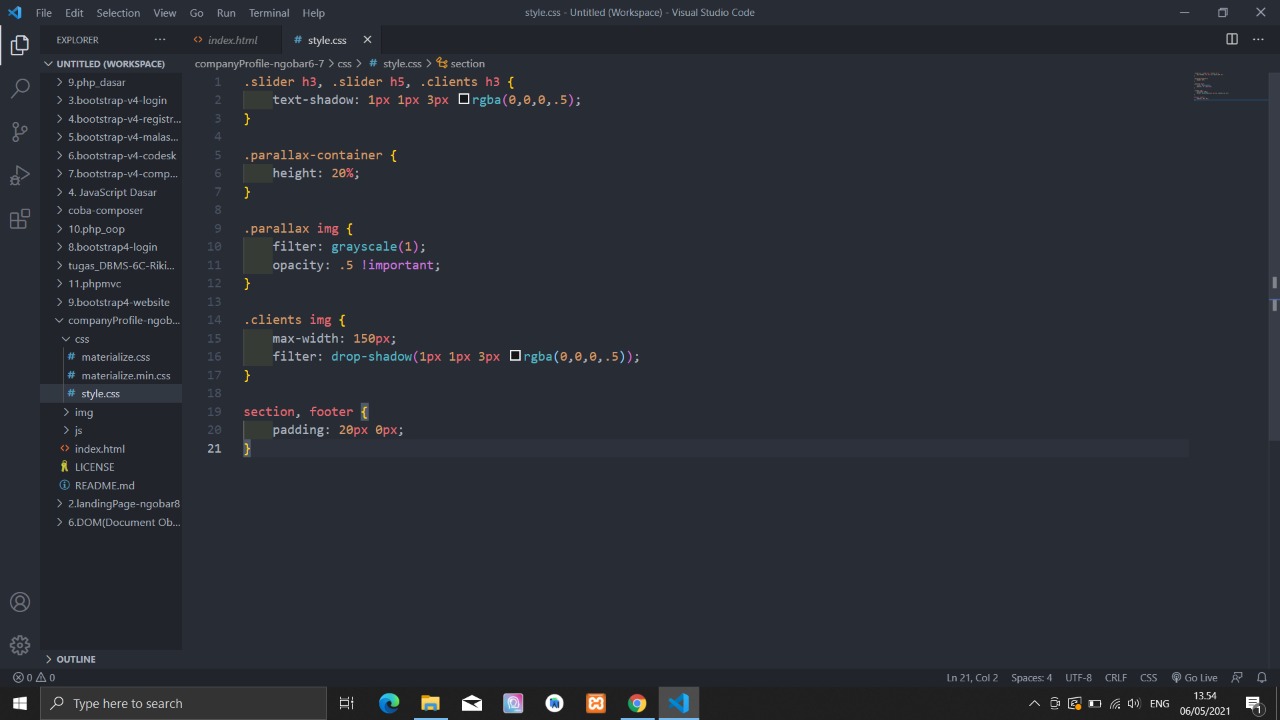 File Edit Selection View Go Run Terminal Help
style.css - Untitled (Workspace) - Visual Studio Code
EXPLORER
index.html
style.css
UNTITLED (WORKSPACE)
9.php_dasar
3.bootstrap-v4-login
4.bootstrap-v4-registr...
5.bootstrap-v4-malas...
6.bootstrap-v4-codesk
7.bootstrap-v4-comp...
4. JavaScript Dasar
coba-composer
10.php_oop
8.bootstrap4-login
tugas_DBMS-6C-Riki...
11.phpmvc
9.bootstrap4-website
companyProfile-ngob...
css
materialize.css
materialize.min.css
style.css
img
js
index.html
LICENSE
README.md
2.landingPage-ngobar8
6.DOM(Document Ob...
OUTLINE
companyProfile-ngobar6-7 > css > # style.css > section
1 .slider h3, .slider h5, .clients h3 {
2 text-shadow: 1px 1px 3px rgba(0,0,0,.5);
3 }
4
5 .parallax-container {
6 height: 20%;
7 }
8
9 .parallax img {
10 filter: grayscale(1);
11 opacity: .5 !important;
12 }
13
14 .clients img {
15 max-width: 150px;
16 filter: drop-shadow(1px 1px 3px rgba(0,0,0,.5));
17 }
18
19 section, footer {
20 padding: 20px 0px;
21 }
0 0
Ln 21, Col 2 Spaces: 4 UTF-8 CRLF CSS Go Live
Type here to search
ENG
13.54
06/05/2021
1